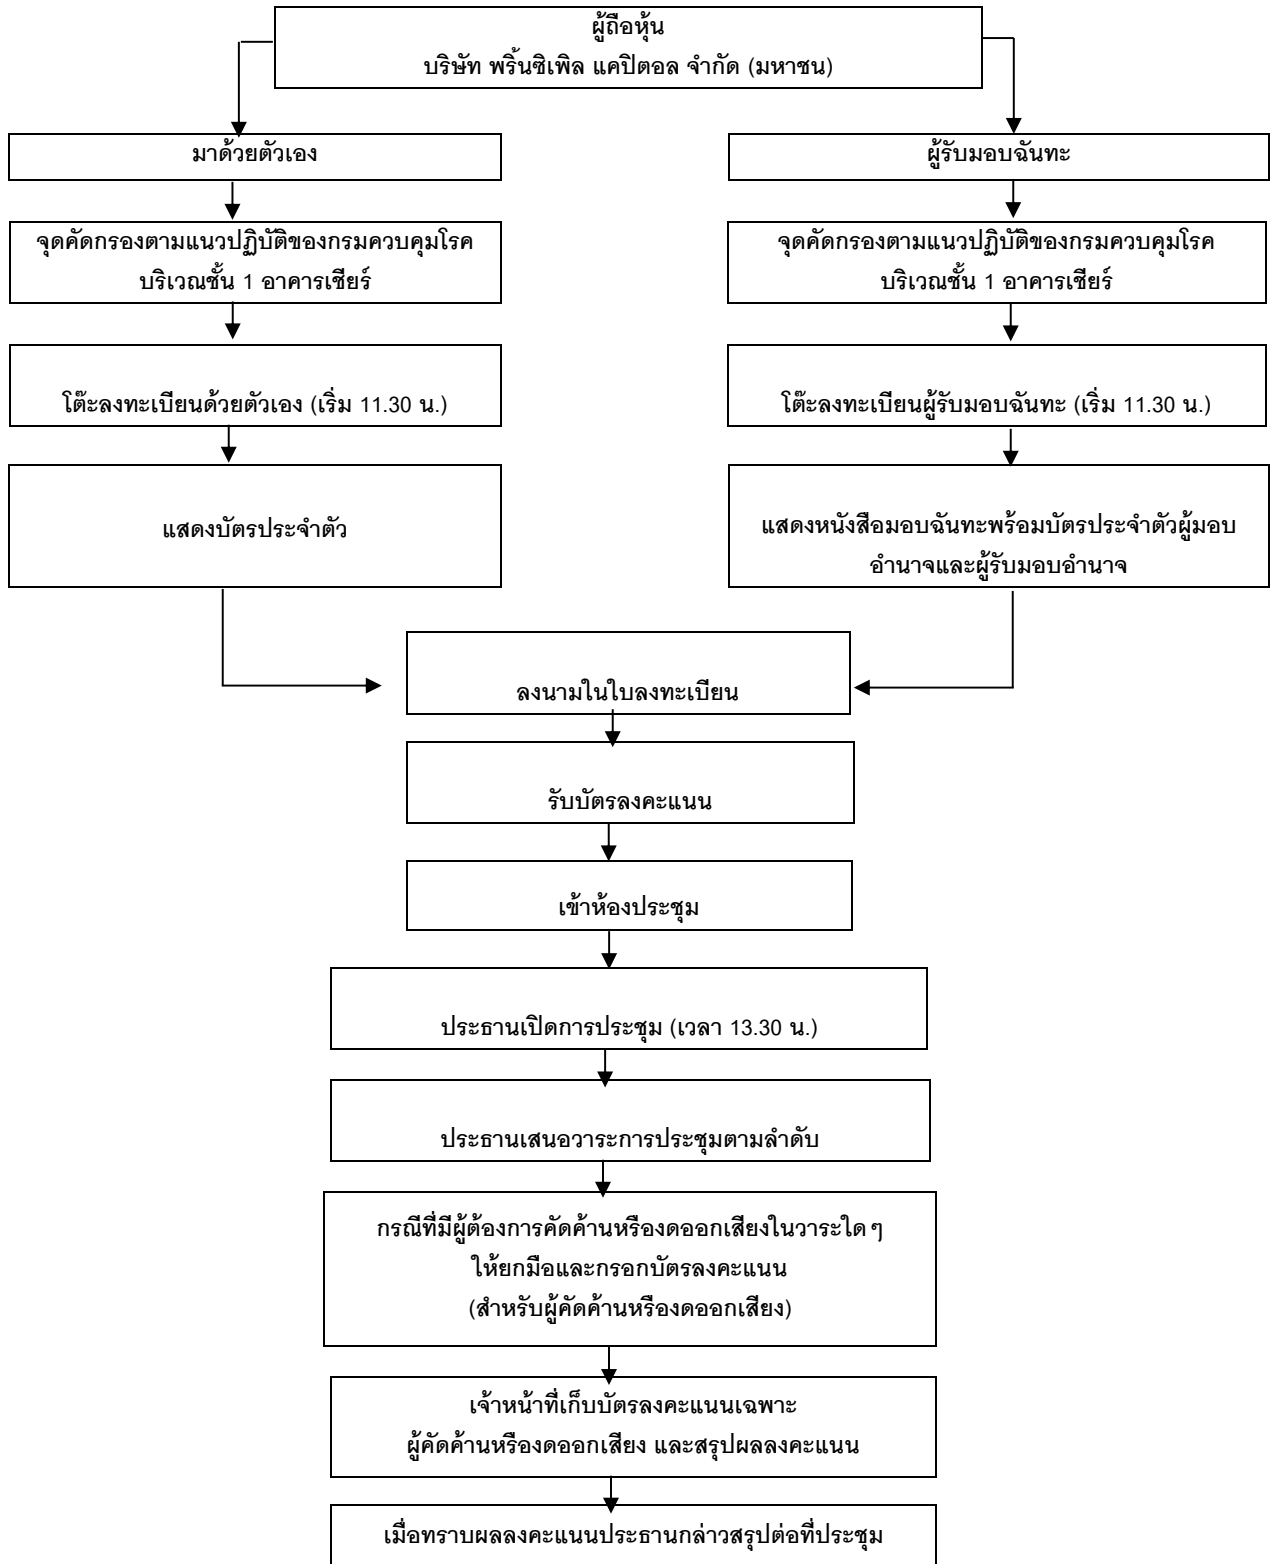 ผู้ถือหุ้น
บริษัท พริ้นซิเพิล แคปิตอล จำกัด (มหาชน)
มาด้วยตัวเอง
ผู้รับมอบฉันทะ
จุดคัดกรองตามแนวปฏิบัติของกรมควบคุมโรค
บริเวณชั้น 1 อาคารเชียร์
จุดคัดกรองตามแนวปฏิบัติของกรมควบคุมโรค
บริเวณชั้น 1 อาคารเชียร์
โต๊ะลงทะเบียนด้วยตัวเอง (เริ่ม 11.30 น.)
โต๊ะลงทะเบียนผู้รับมอบฉันทะ (เริ่ม 11.30 น.)
แสดงบัตรประจำตัว
แสดงหนังสือมอบฉันทะพร้อมบัตรประจำตัวผู้มอบ
อำนาจและผู้รับมอบอำนาจ
ลงนามในใบลงทะเบียน
รับบัตรลงคะแนน
เข้าห้องประชุม
ประธานเปิดการประชุม (เวลา 13.30 น.)
ประธานเสนอวาระการประชุมตามลำดับ
กรณีที่มีผู้ต้องการคัดค้านหรืองดออกเสียงในวาระใด ๆ
ให้ยกมือและกรอกบัตรลงคะแนน
(สำหรับผู้คัดค้านหรืองดออกเสียง)
เจ้าหน้าที่เก็บบัตรลงคะแนนเฉพาะ
ผู้คัดค้านหรืองดออกเสียง และสรุปผลลงคะแนน
เมื่อทราบผลลงคะแนนประธานกล่าวสรุปต่อที่ประชุม